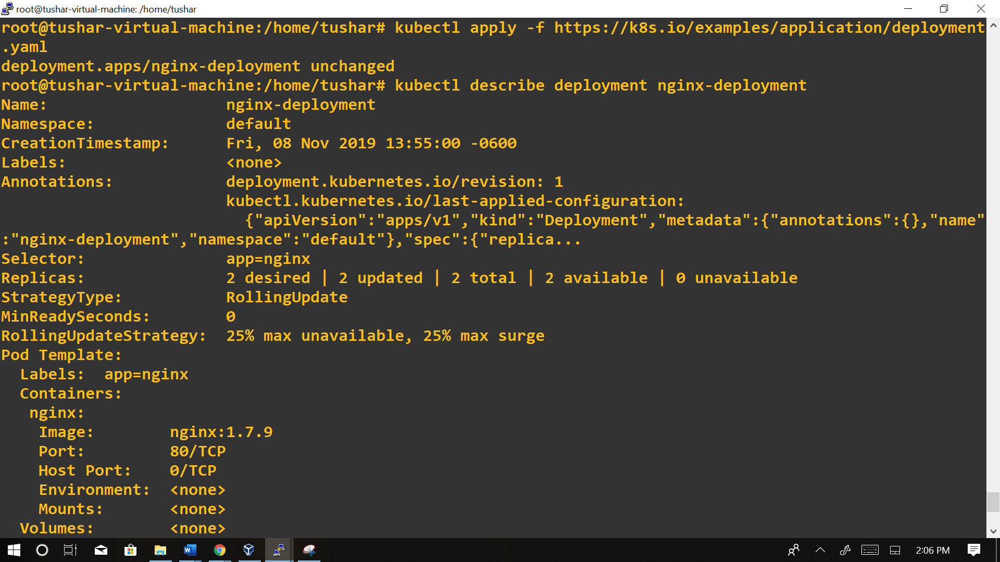 root@tushar-virtual-machine: /home/tushar
root@tushar-virtual-machine:/home/tushar# kubectl apply -f https://k8s.io/examples/application/deployment
.yaml
deployment.apps/nginx-deployment unchanged
root@tushar-virtual-machine:/home/tushar# kubectl describe deployment nginx-deployment
Name:                   nginx-deployment
Namespace:              default
CreationTimestamp:      Fri, 08 Nov 2019 13:55:00 -0600
Labels:                 <none>
Annotations:            deployment.kubernetes.io/revision: 1
                        kubectl.kubernetes.io/last-applied-configuration:
                          {"apiVersion":"apps/v1","kind":"Deployment","metadata":{"annotations":{},"name"
:"nginx-deployment","namespace":"default"},"spec":{"replica...
Selector:               app=nginx
Replicas:               2 desired | 2 updated | 2 total | 2 available | 0 unavailable
StrategyType:           RollingUpdate
MinReadySeconds:        0
RollingUpdateStrategy:  25% max unavailable, 25% max surge
Pod Template:
  Labels:  app=nginx
  Containers:
   nginx:
    Image:        nginx:1.7.9
    Port:         80/TCP
    Host Port:    0/TCP
    Environment:  <none>
    Mounts:       <none>
  Volumes:        <none>
2:06 PM